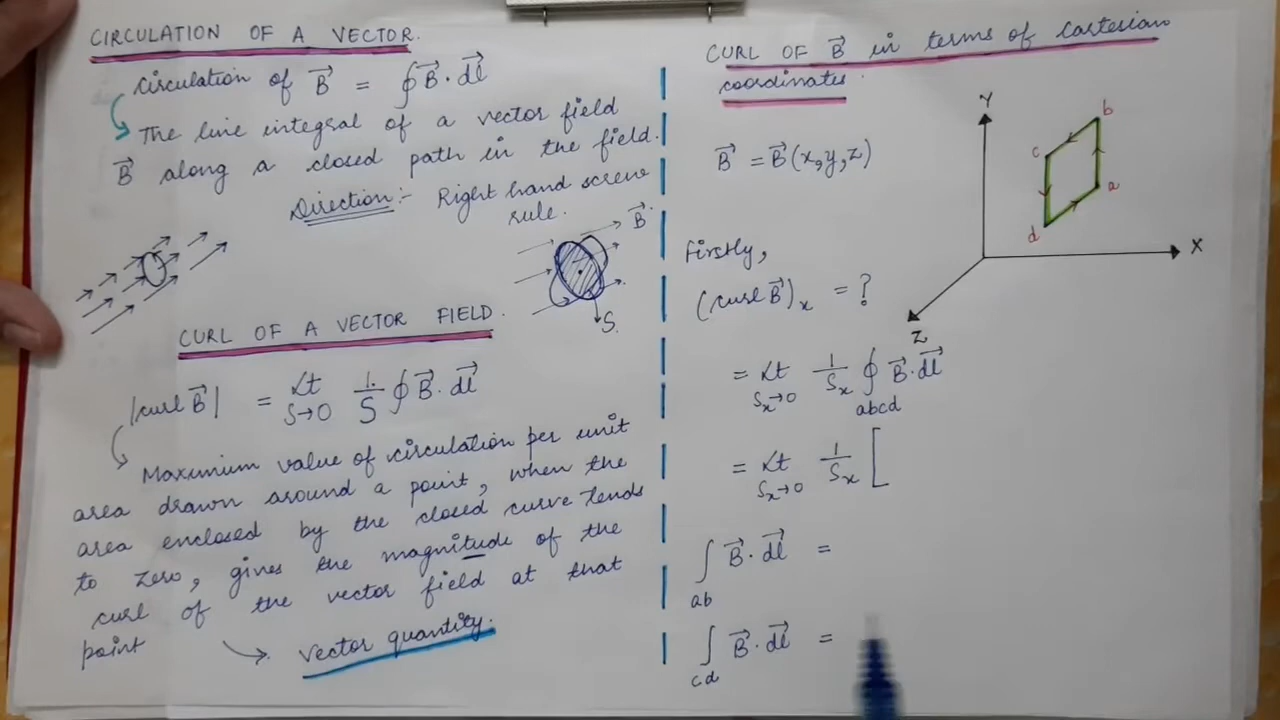 CIRCULATION OF A VECTOR.
Circulation of B⃗ = ∮B⃗·dl⃗
The line integral of a vector field
B⃗ along a closed path in the field.
Direction:- Right hand screw
rule.
B⃗
S
CURL OF A VECTOR FIELD.
|curl B⃗| = Lt S→0 1/S ∮B⃗·dl⃗
Maximum value of circulation per unit
area drawn around a point, when the
area enclosed by the closed curve tends
to zero, gives the magnitude of the
curl of the vector field at that
point
Vector quantity.
CURL OF B⃗ in terms of Cartesian
coordinates.
B⃗ = B⃗(x,y,z)
Y
b
c
a
d
X
Z
Firstly,
(curl B⃗)x = ?
= Lt Sx→0 1/Sx ∮ B⃗·dl⃗
abcd
= Lt Sx→0 1/Sx [
∫ B⃗·dl⃗ =
ab
∫ B⃗·dl⃗ =
cd